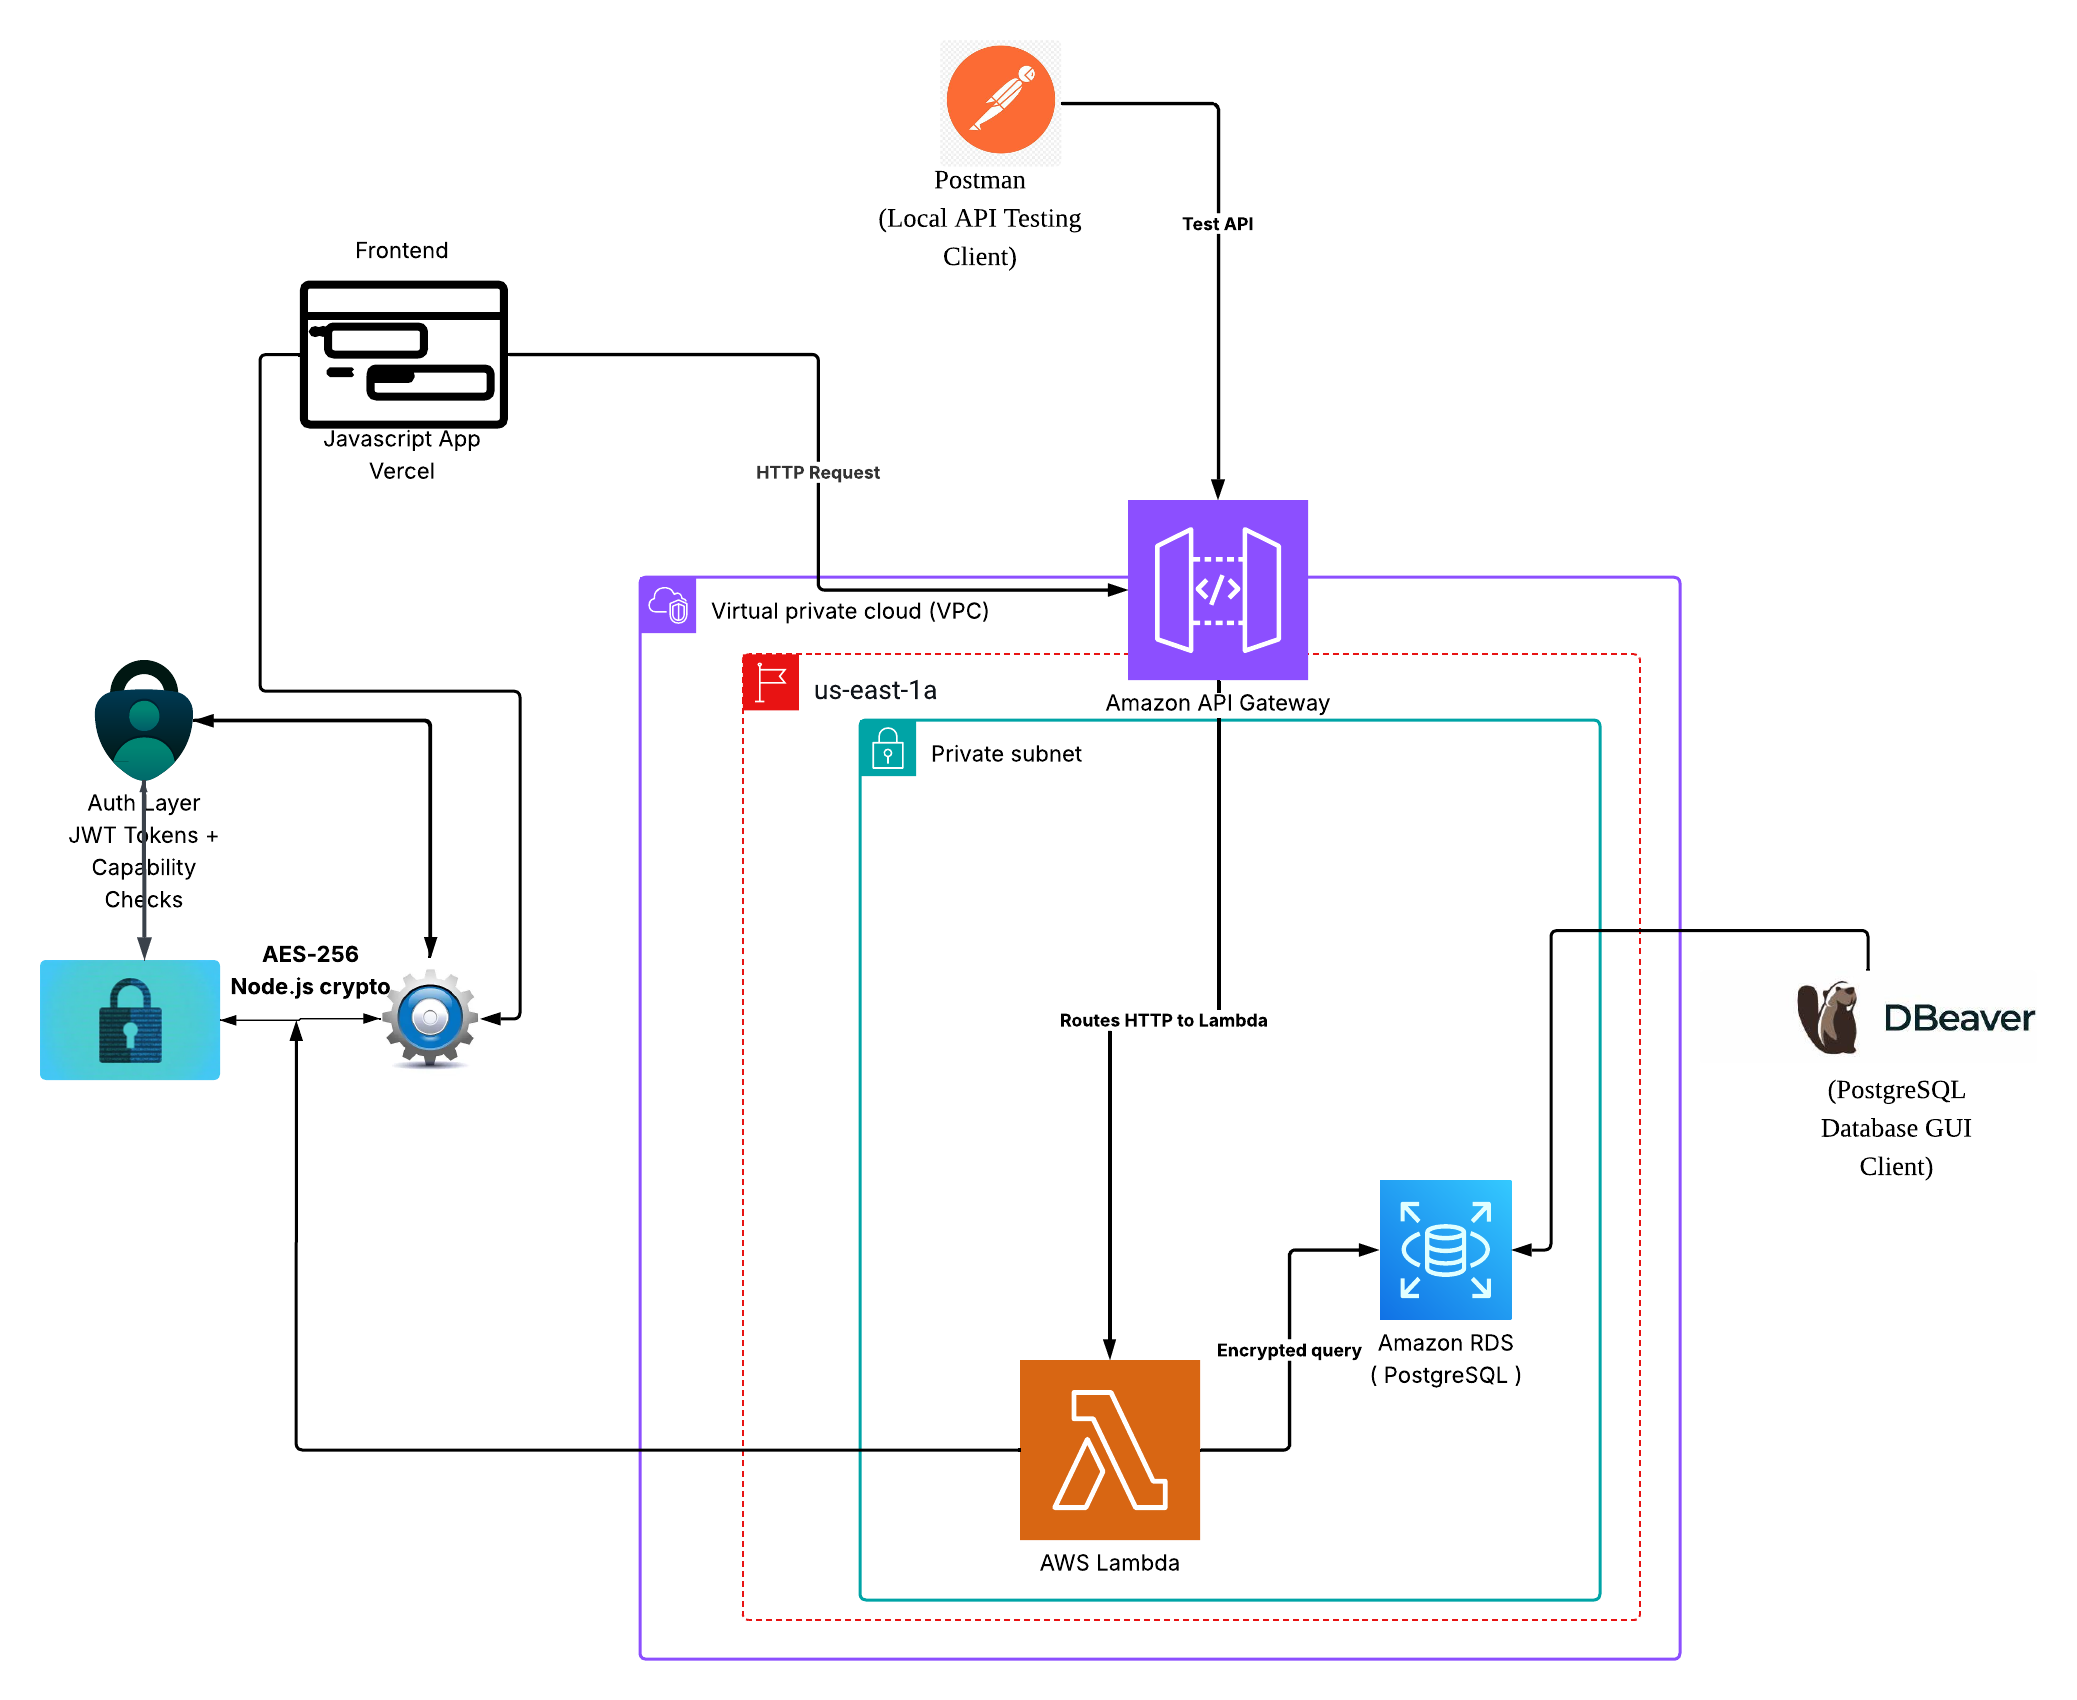 Postman
(Local API Testing
Client)
Test API
Frontend
Javascript App
Vercel
HTTP Request
Virtual private cloud (VPC)
us-east-1a
Amazon API Gateway
Private subnet
Auth Layer
JWT Tokens +
Capability
Checks
AES-256
Node.js crypto
Routes HTTP to Lambda
DBeaver
(PostgreSQL
Database GUI
Client)
Encrypted query
Amazon RDS
( PostgreSQL )
AWS Lambda